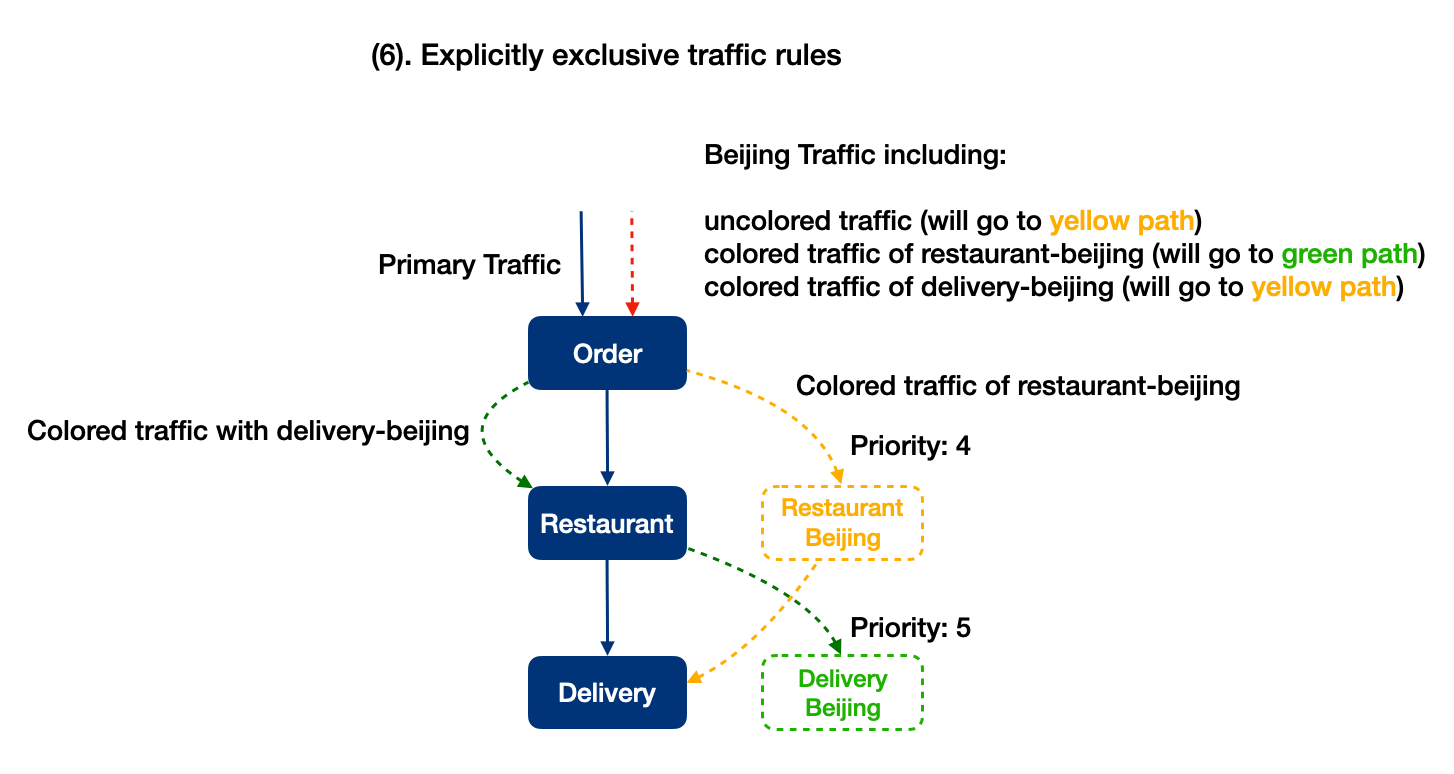 (6). Explicitly exclusive traffic rules
Beijing Traffic including:
uncolored traffic (will go to yellow path)
colored traffic of restaurant-beijing (will go to green path)
colored traffic of delivery-beijing (will go to yellow path)
Primary Traffic
Order
Colored traffic of restaurant-beijing
Colored traffic with delivery-beijing
Priority: 4
Restaurant
Restaurant
Beijing
Priority: 5
Delivery
Delivery
Beijing